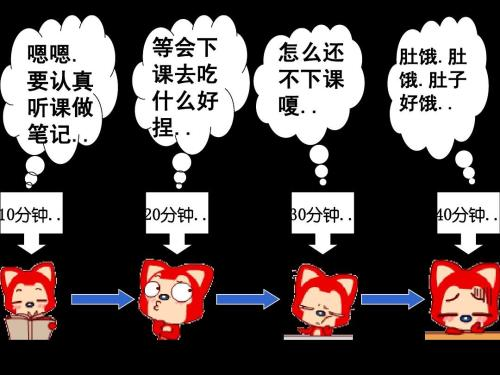 嗯嗯.
要认真
听课做
笔记..
等会下
课去吃
什么好
捏..
怎么还
不下课
嗄..
肚饿.肚
饿.肚子
好饿..
10分钟..
20分钟..
30分钟..
40分钟..